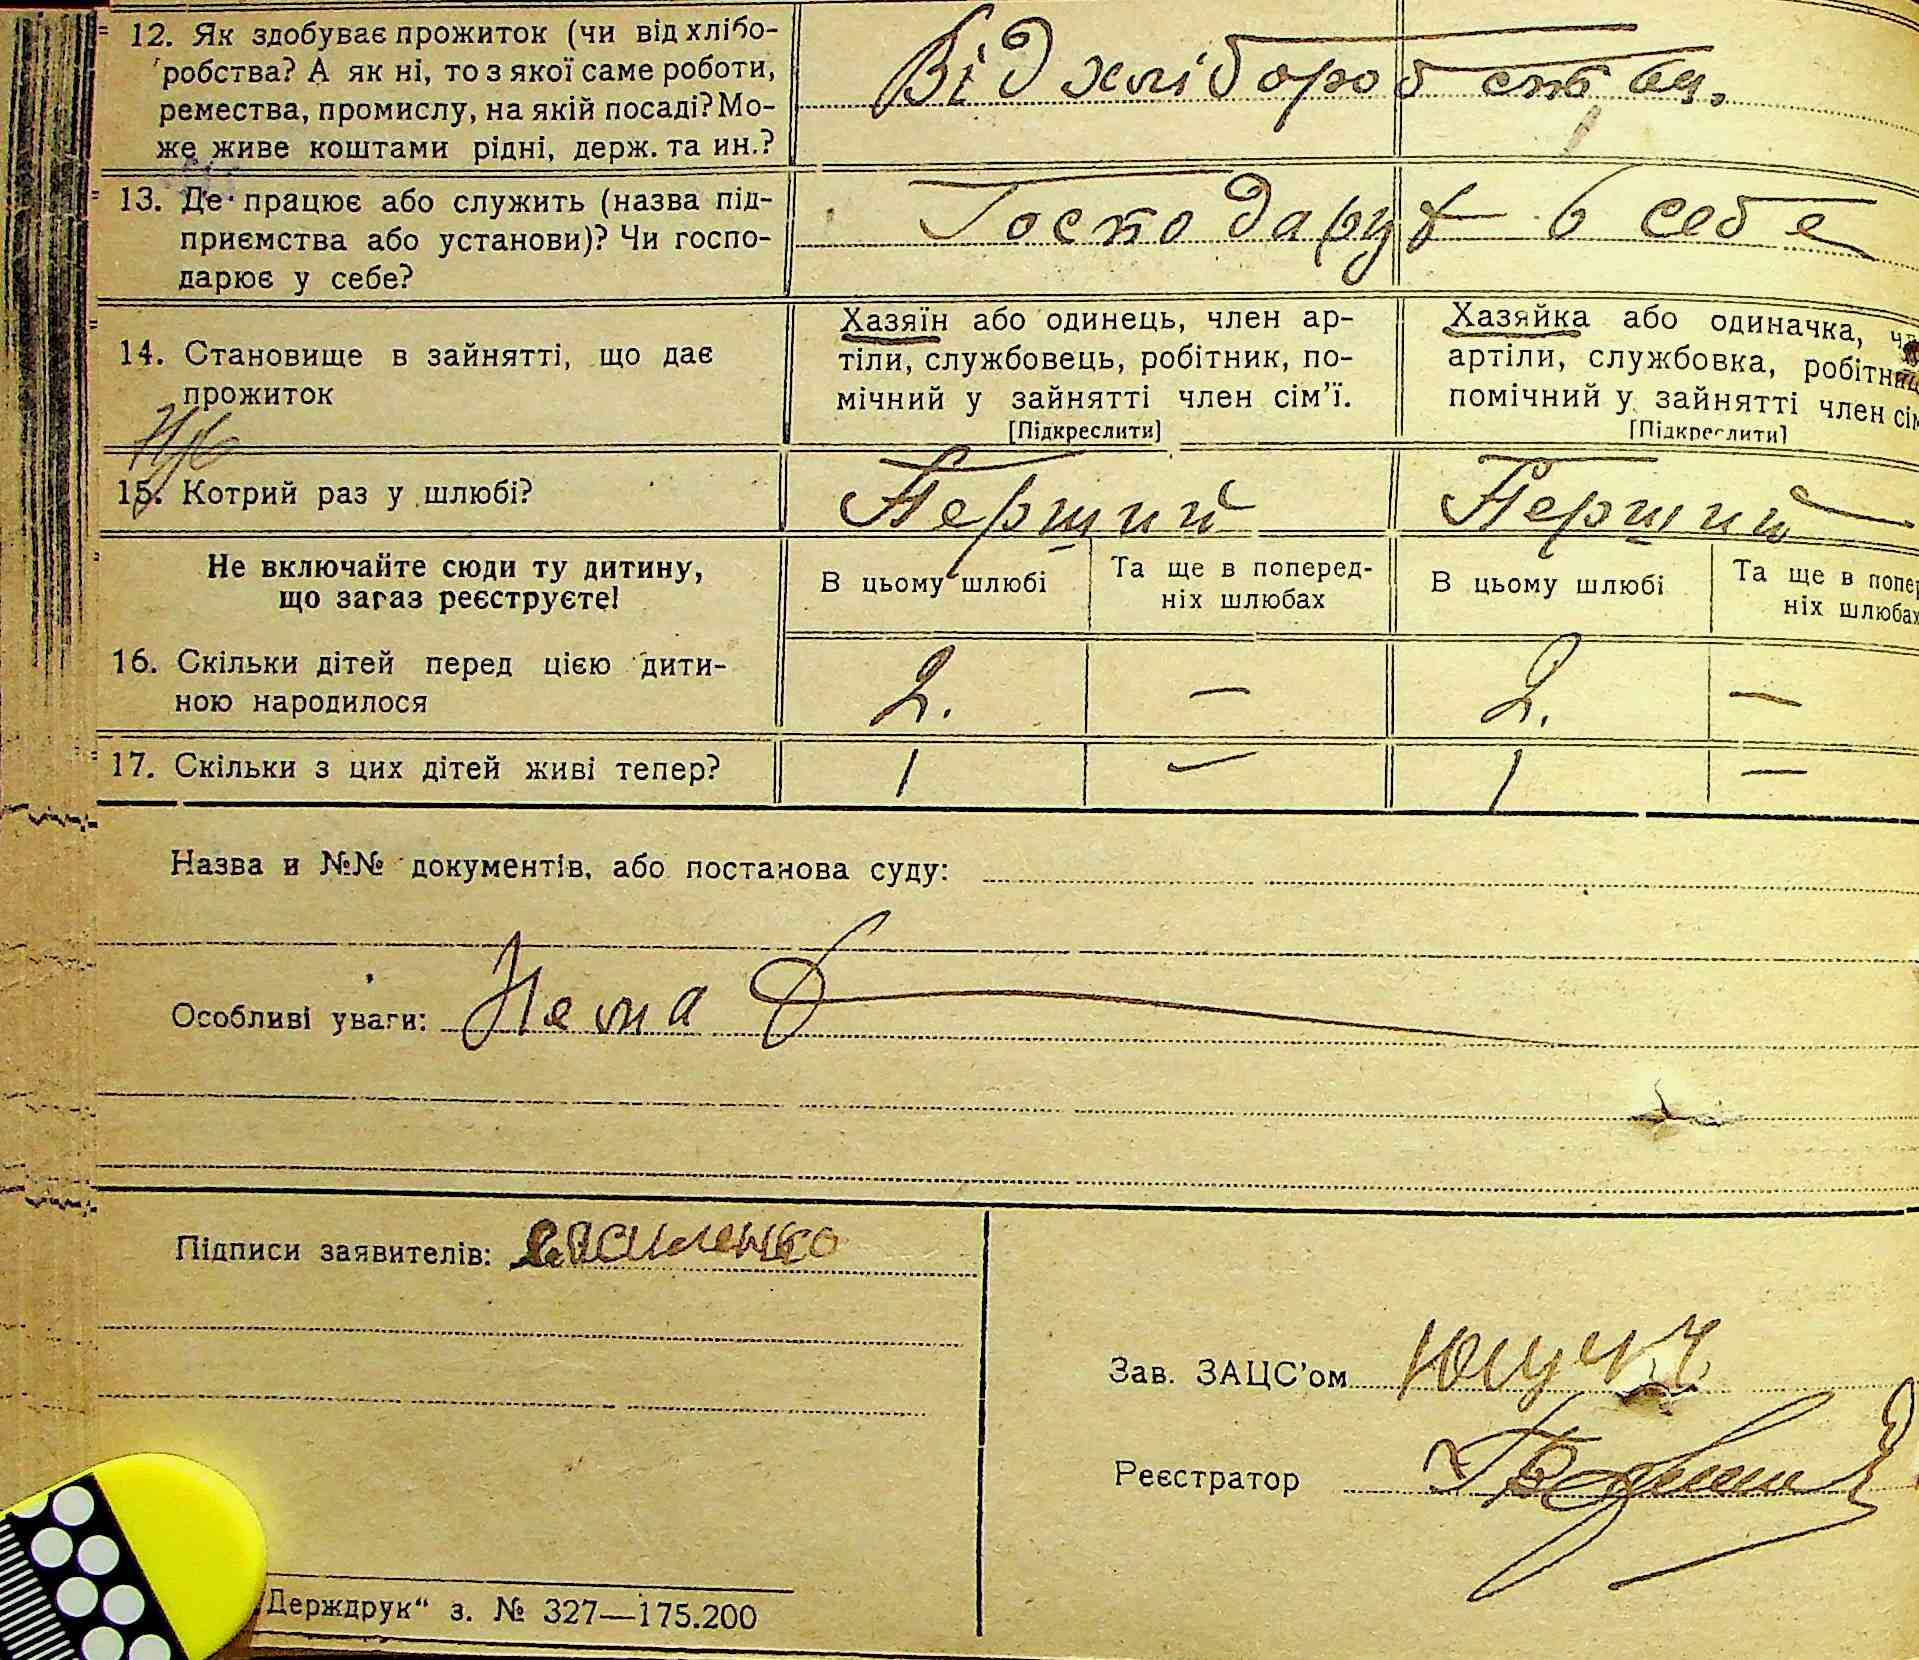 12. Як здобуває прожиток (чи від хлібо-
робства? А як ні, то з якої саме роботи,
ремества, промислу, на якій посаді? Мо-
же живе коштами рідні, держ. та ин.?
Від хліборобства.
13. Де працює або служить (назва під-
приємства або установи)? Чи госпо-
дарює у себе?
Господарує в себе
14. Становище в зайнятті, що дає
прожиток
Хазяїн або одинець, член ар-
тіли, службовець, робітник, по-
мічний у зайнятті член сім'ї.
[Підкреслити]
Хазяйка або одиначка,
артіли, службовка,
помічний у зайнятті член
[Підкреслити]
15. Котрий раз у шлюбі?
Перший
Перший
Не включайте сюди ту дитину,
що зараз реєструєте!
В цьому шлюбі
Та ще в поперед-
ніх шлюбах
В цьому шлюбі
Та ще в попер
ніх шлюбах
16. Скільки дітей перед цією дити-
ною народилося
2. — 2. —
17. Скільки з цих дітей живі тепер?
1 — 1 —
Назва и №№ документів, або постанова суду:
Особливі уваги: Нема
Підписи заявителів: Василенко
Зав. ЗАЦС'ом
Реєстратор
Держдрук“ з. № 327—175.200